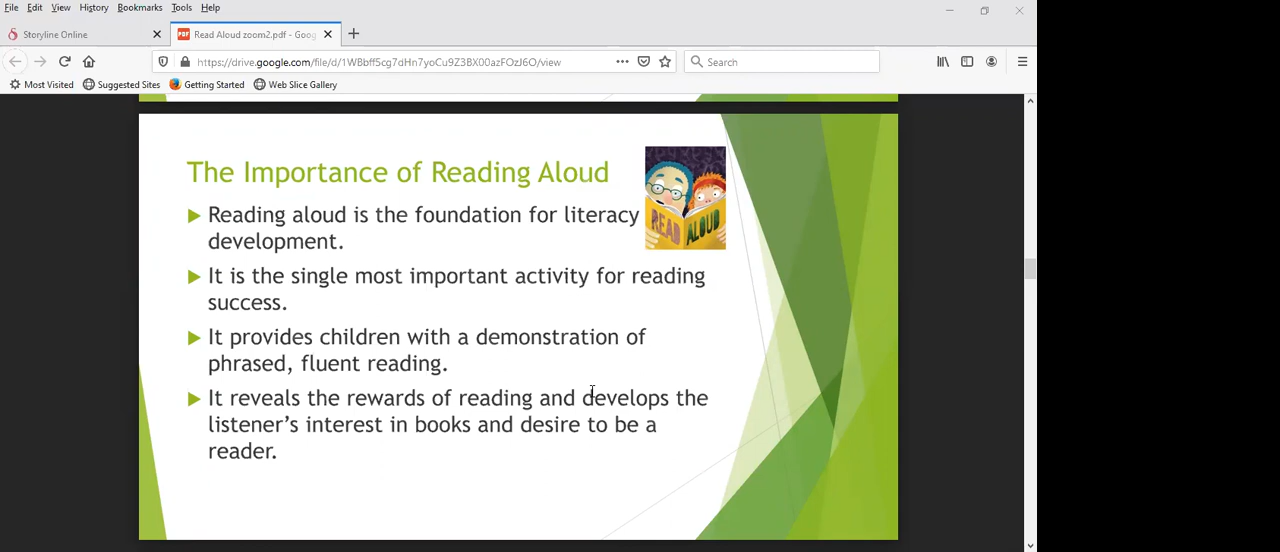 File Edit View History Bookmarks Tools Help
Storyline Online
Read Aloud zoom2.pdf - Goog
https://drive.google.com/file/d/1WBbff5cg7dHn7yoCu9Z3BX00azFOzJ6O/view
Search
Most Visited Suggested Sites Getting Started Web Slice Gallery
The Importance of Reading Aloud
Reading aloud is the foundation for literacy
development.
It is the single most important activity for reading
success.
It provides children with a demonstration of
phrased, fluent reading.
It reveals the rewards of reading and develops the
listener's interest in books and desire to be a
reader.
READ ALOUD